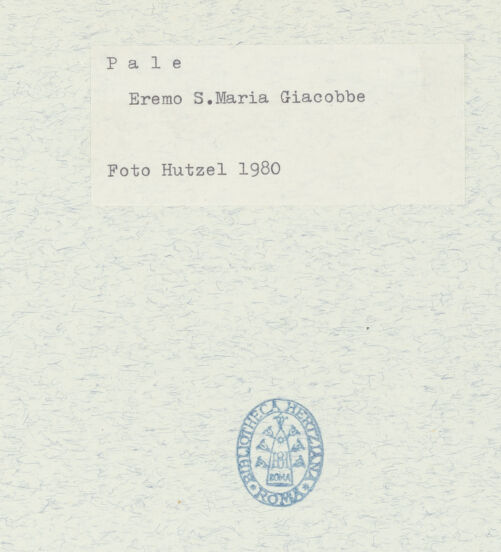 P a l e
Eremo S.Maria Giacobbe
Foto Hutzel 1980
BIBLIOTHECA HERTZIANA
ROMA
ROMA